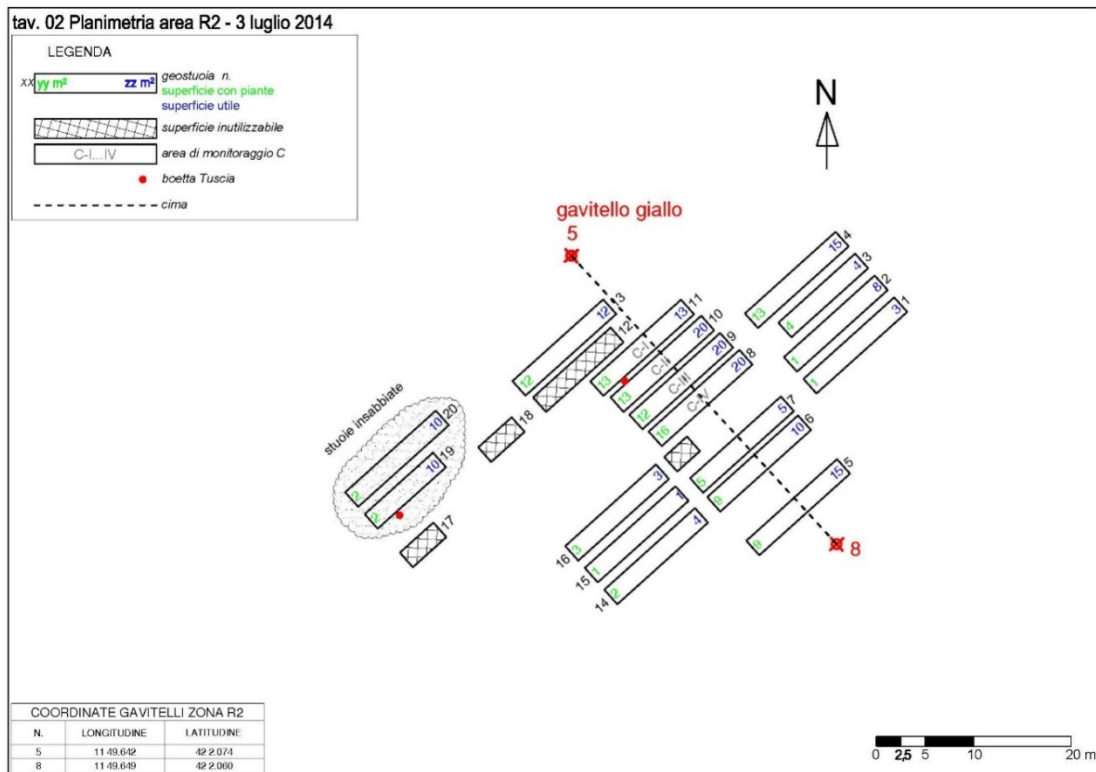 tav. 02 Planimetria area R2 - 3 luglio 2014
LEGENDA
xx yy m² zz m² geostuoia n.
superficie con piante
superficie utile
superficie inutilizzabile
C-I...IV area di monitoraggio C
boetta Tuscia
cima
N
gavitello giallo
5
13 12
12
12
11 13
13
C-I
10 20
13
C-II
9 20
12
C-III
8 20
16
C-IV
4 15
13
3 4
4
2 8
1
1 3
1
7 5
5
6 10
9
5 15
9
8
18
stuoie insabbiate
20 10
2
19 10
2
17
3
3
16
1
1
15
4
2
14
COORDINATE GAVITELLI ZONA R2
N. LONGITUDINE LATITUDINE
5 11 49.642 42 2.074
8 11 49.649 42 2.060
0 2,5 5 10 20 m